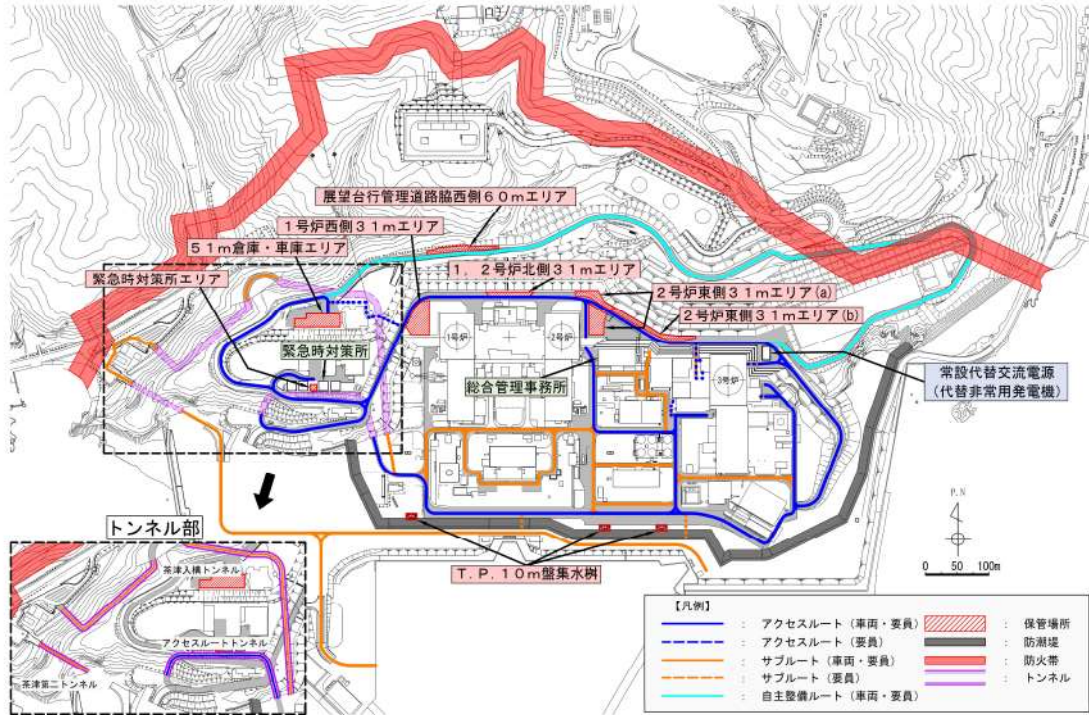 展望台行管理道路脇西側60mエリア
1号炉西側31mエリア
51m倉庫・車庫エリア
緊急時対策所エリア
1,2号炉北側31mエリア
2号炉東側31mエリア(a)
2号炉東側31mエリア(b)
緊急時対策所
1号炉
2号炉
3号炉
総合管理事務所
常設代替交流電源
(代替非常用発電機)
トンネル部
茶津入構トンネル
アクセスルートトンネル
茶津第二トンネル
T.P.10m盤集水桝
P.N
0 50 100m
【凡例】
: アクセスルート(車両・要員)
: アクセスルート(要員)
: サブルート(車両・要員)
: サブルート(要員)
: 自主整備ルート(車両・要員)
: 保管場所
: 防潮堤
: 防火帯
: トンネル